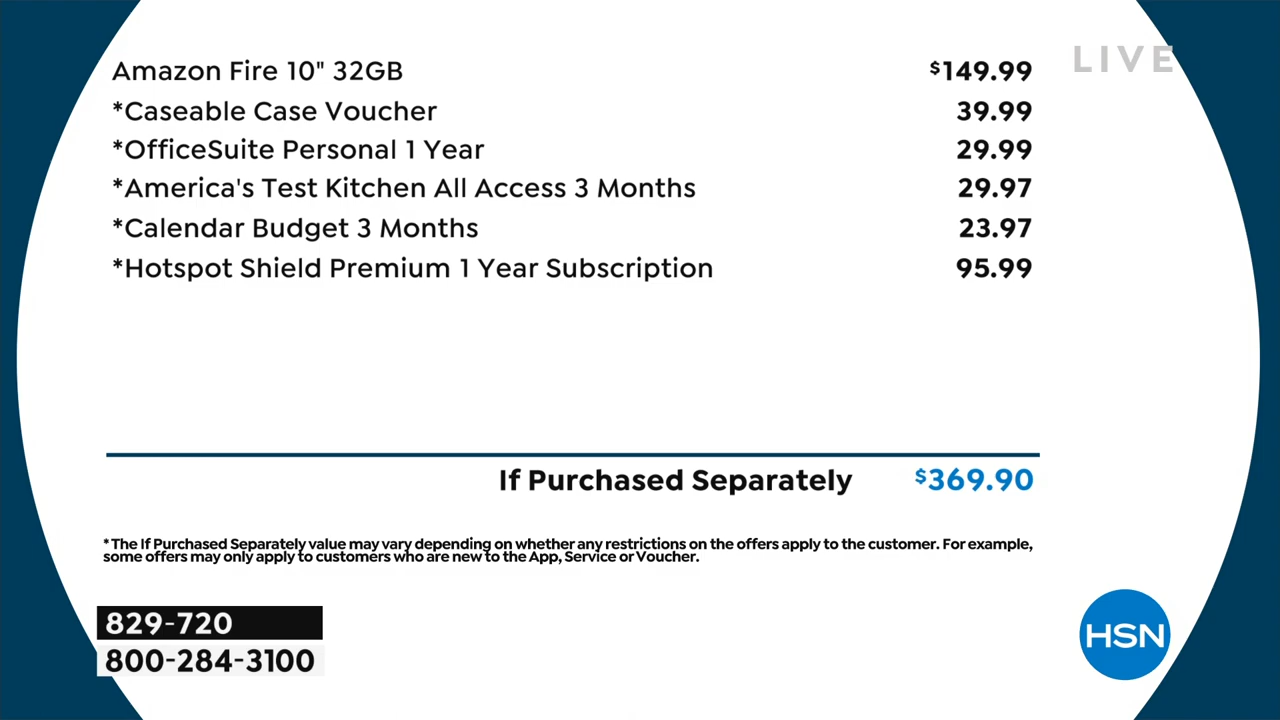 LIVE
Amazon Fire 10" 32GB $149.99
*Caseable Case Voucher 39.99
*OfficeSuite Personal 1 Year 29.99
*America's Test Kitchen All Access 3 Months 29.97
*Calendar Budget 3 Months 23.97
*Hotspot Shield Premium 1 Year Subscription 95.99
If Purchased Separately $369.90
*The If Purchased Separately value may vary depending on whether any restrictions on the offers apply to the customer. For example,
some offers may only apply to customers who are new to the App, Service or Voucher.
829-720
800-284-3100
HSN